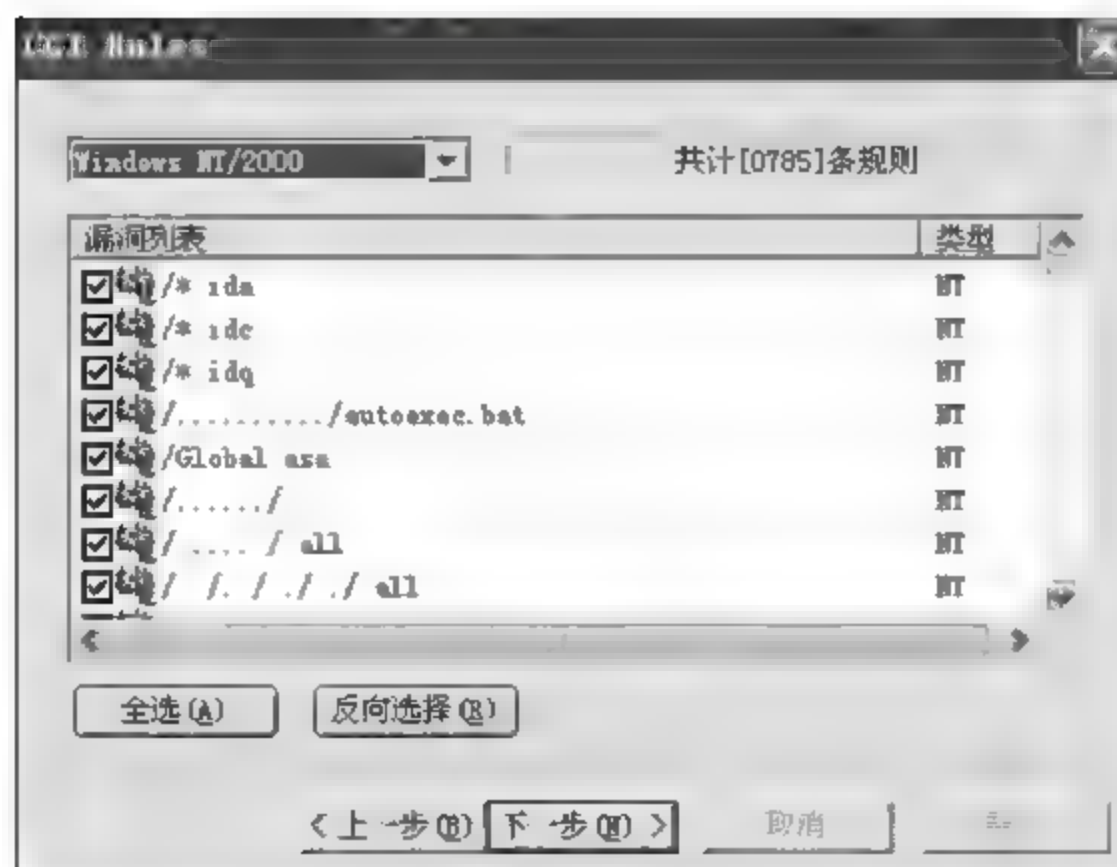 CGI Rules
Windows NT/2000
共计[0785]条规则
漏洞列表 类型
/* ida NT
/* idc NT
/* idq NT
/........../autoexec.bat NT
/Global asa NT
/....../ NT
/ .... / all NT
/ /. / ./ ./ all NT
全选(A) 反向选择(R)
< 上一步(B) 下一步(N) > 取消